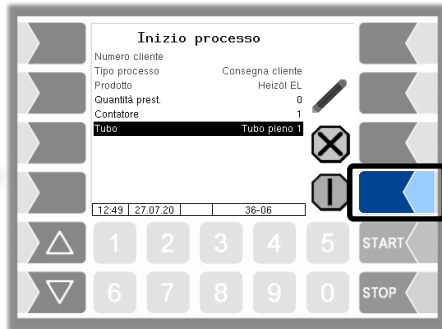 Inizio processo
Numero cliente
Tipo processo Consegna cliente
Prodotto Heizöl EL
Quantità prest. 0
Contatore 1
Tubo Tubo pieno 1
12:49 27.07.20 36-06
1 2 3 4 5 START
6 7 8 9 0 STOP